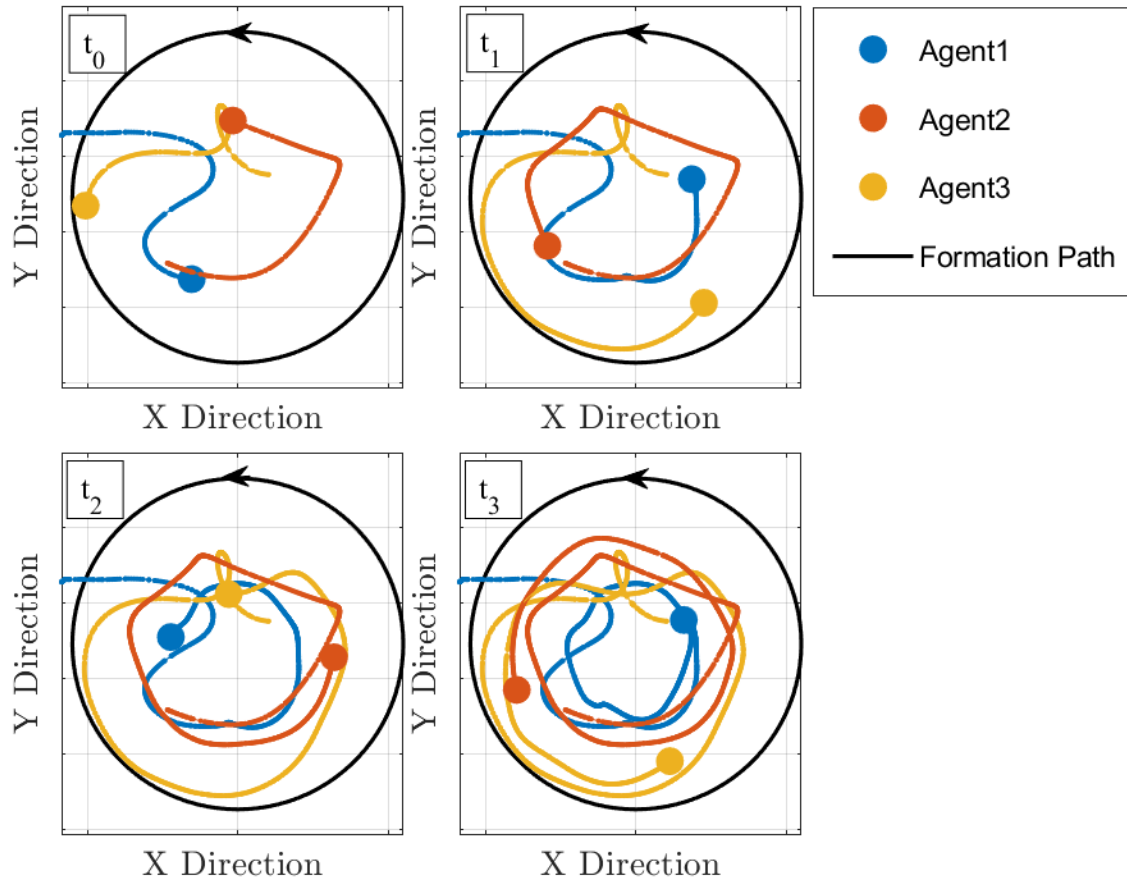 t0
Y Direction
X Direction
t1
Y Direction
X Direction
Agent1
Agent2
Agent3
Formation Path
t2
Y Direction
X Direction
t3
Y Direction
X Direction